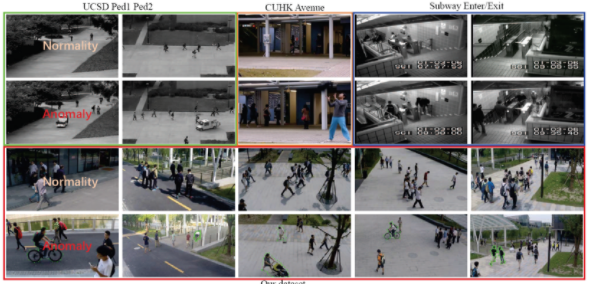 UCSD Ped1 Ped2
CUHK Avenue
Subway Enter/Exit
Normality
Anomaly
Normality
Anomaly
Our dataset